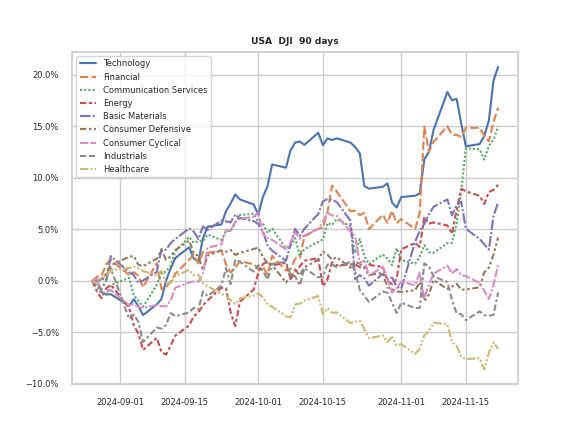 USA  DJI  90 days
20.0%
15.0%
10.0%
5.0%
0.0%
−5.0%
−10.0%
Technology
Financial
Communication Services
Energy
Basic Materials
Consumer Defensive
Consumer Cyclical
Industrials
Healthcare
2024-09-01
2024-09-15
2024-10-01
2024-10-15
2024-11-01
2024-11-15